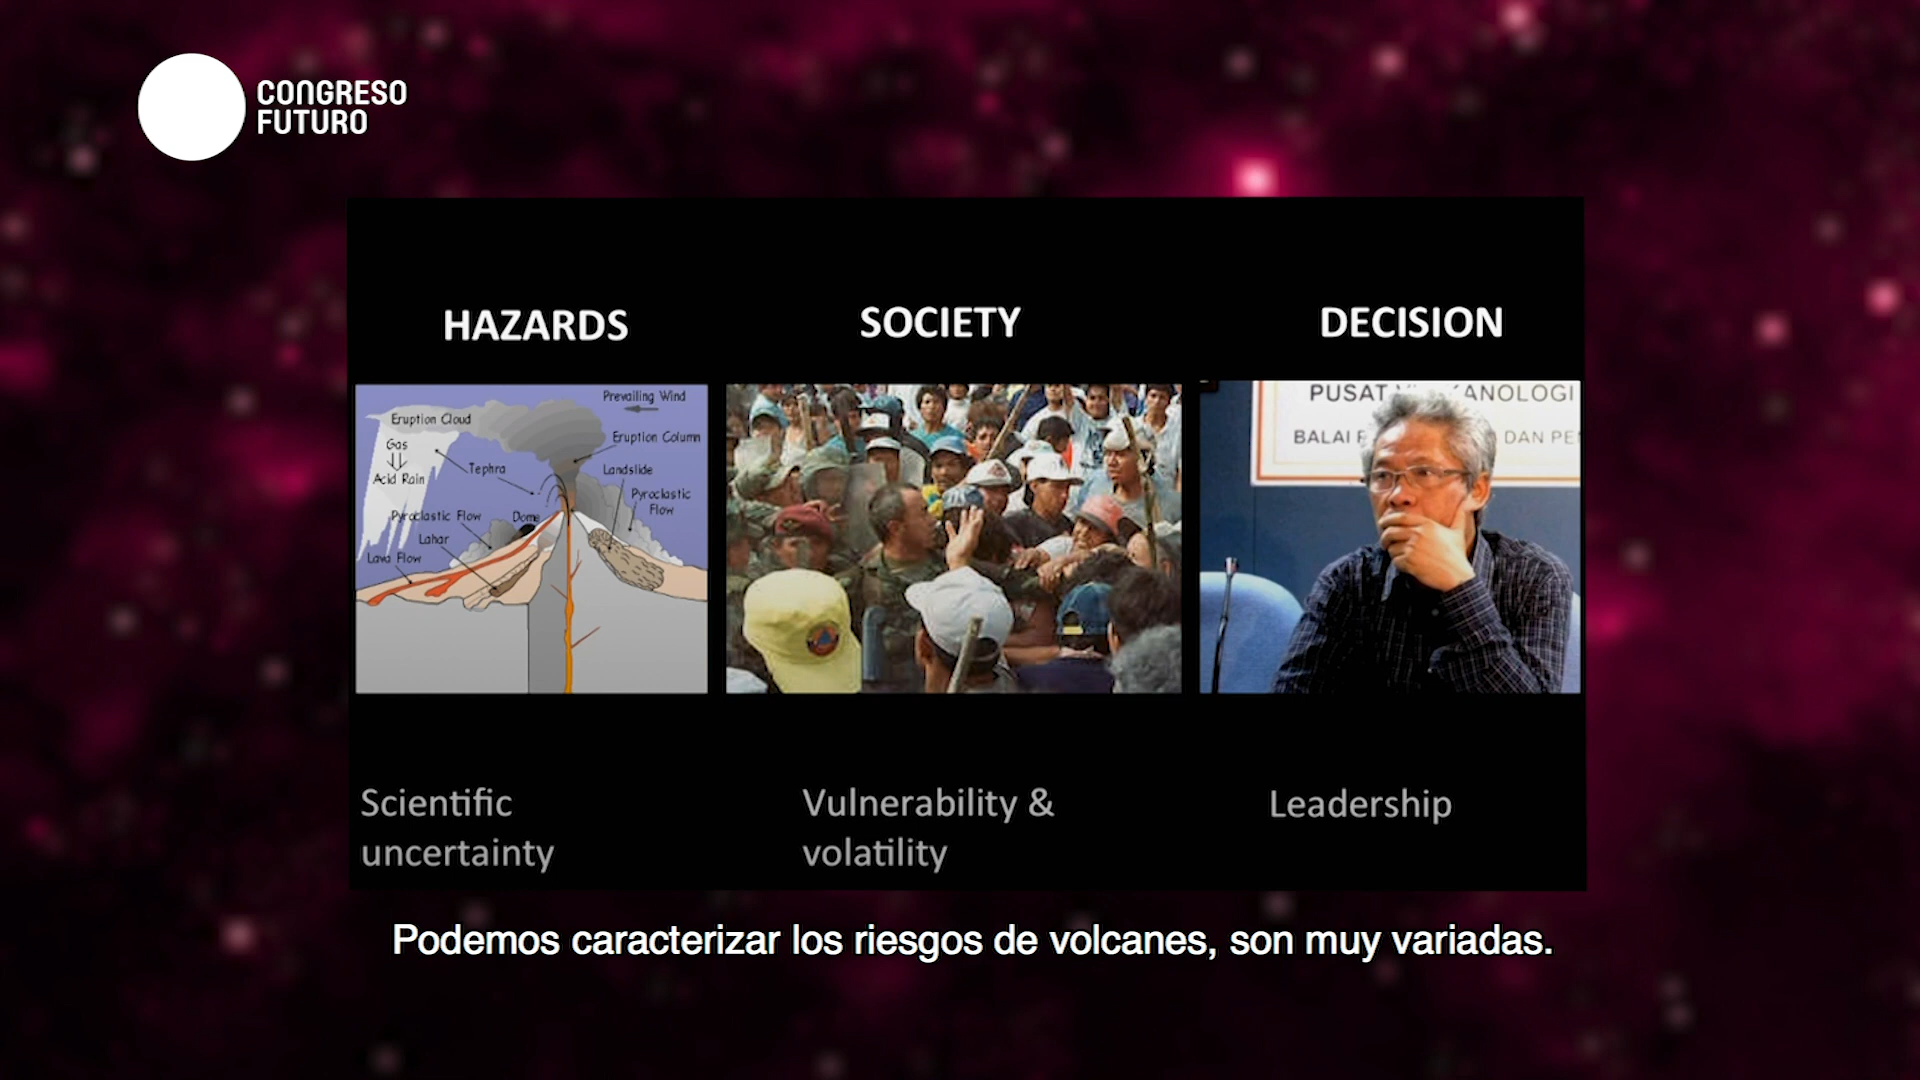 CONGRESO
FUTURO
HAZARDS
SOCIETY
DECISION
Prevailing Wind
Eruption Cloud
Eruption Column
Gas
Acid Rain
Tephra
Landslide
Pyroclastic
Flow
Pyroclastic Flow
Dome
Lahar
Lava Flow
PUSAT
ANOLOGI
BALAI
DAN
Scientific
uncertainty
Vulnerability &
volatility
Leadership
Podemos caracterizar los riesgos de volcanes, son muy variadas.